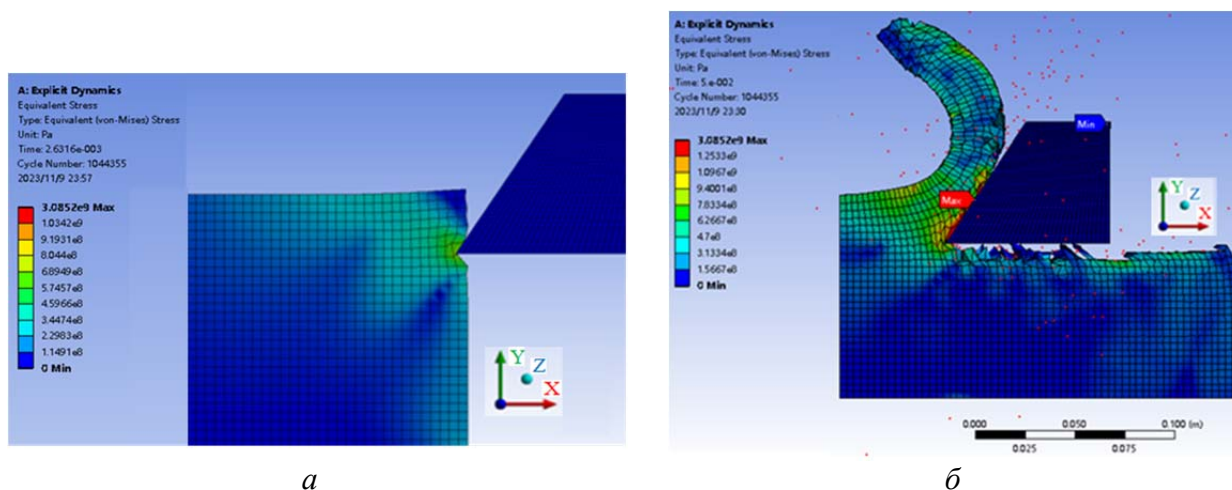 A: Explicit Dynamics
Equivalent Stress
Type: Equivalent (von-Mises) Stress
Unit: Pa
Time: 2.6316e-003
Cycle Number: 1044355
2023/11/9 23:57
3.0852e9 Max
1.0342e9
9.1931e8
8.044e8
6.8949e8
5.7457e8
4.5966e8
3.4474e8
2.2983e8
1.1491e8
0 Min
Y
Z
X
а
A: Explicit Dynamics
Equivalent Stress
Type: Equivalent (von-Mises) Stress
Unit: Pa
Time: 5.e-002
Cycle Number: 1044355
2023/11/9 23:30
3.0852e9 Max
1.2533e9
1.0967e9
9.4001e8
7.8334e8
6.2667e8
4.7e8
3.1334e8
1.5667e8
0 Min
Min
Max
Y
Z
X
0.000 0.050 0.100 (m)
0.025 0.075
б